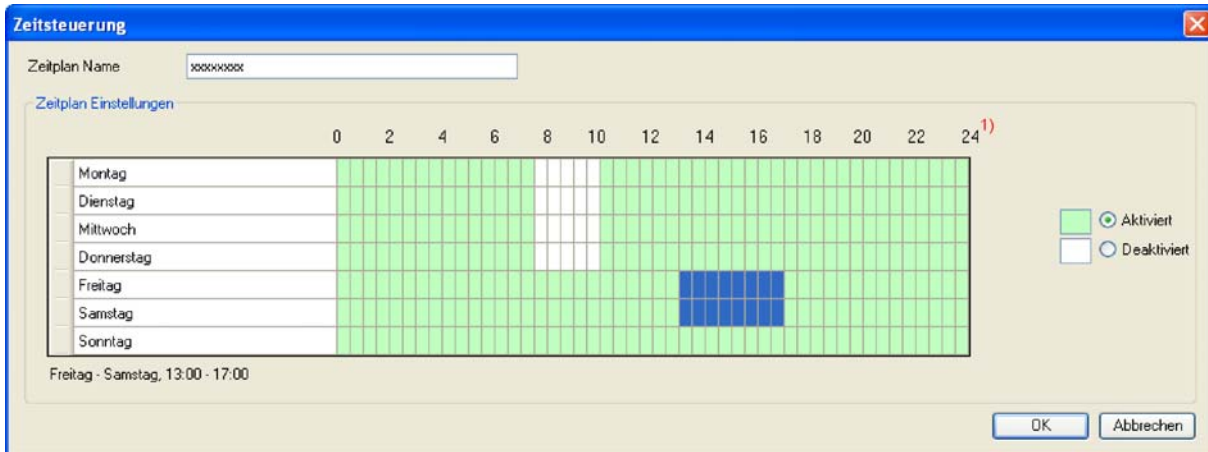 Zeitsteuerung
Zeitplan Name xxxxxxxx
Zeitplan Einstellungen
0 2 4 6 8 10 12 14 16 18 20 22 24 1)
Montag
Dienstag
Mittwoch
Donnerstag
Freitag
Samstag
Sonntag
Aktiviert
Deaktiviert
Freitag - Samstag, 13:00 - 17:00
OK Abbrechen